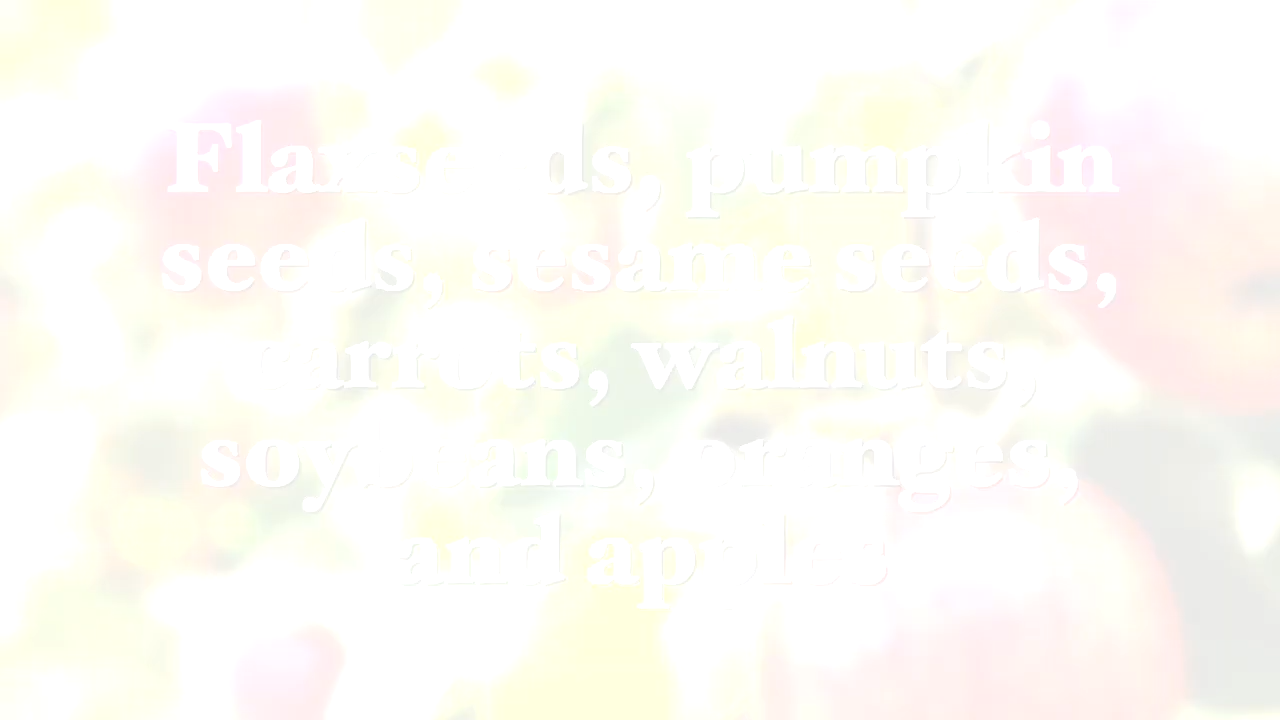 Flaxseeds, pumpkin
seeds, sesame seeds,
carrots, walnuts,
soybeans, oranges,
and apples